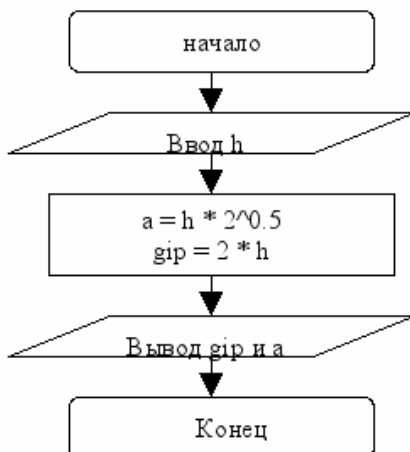 начало
Ввод h
a = h * 2^0.5
gip = 2 * h
Вывод gip и a
Конец